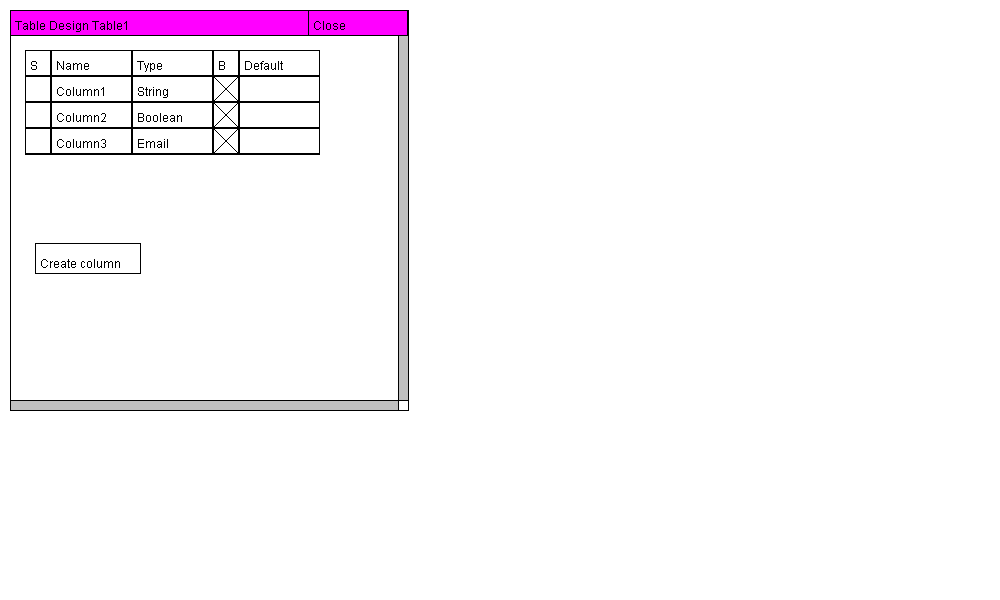 Table Design Table1 Close
S Name Type B Default
Column1 String
Column2 Boolean
Column3 Email
Create column